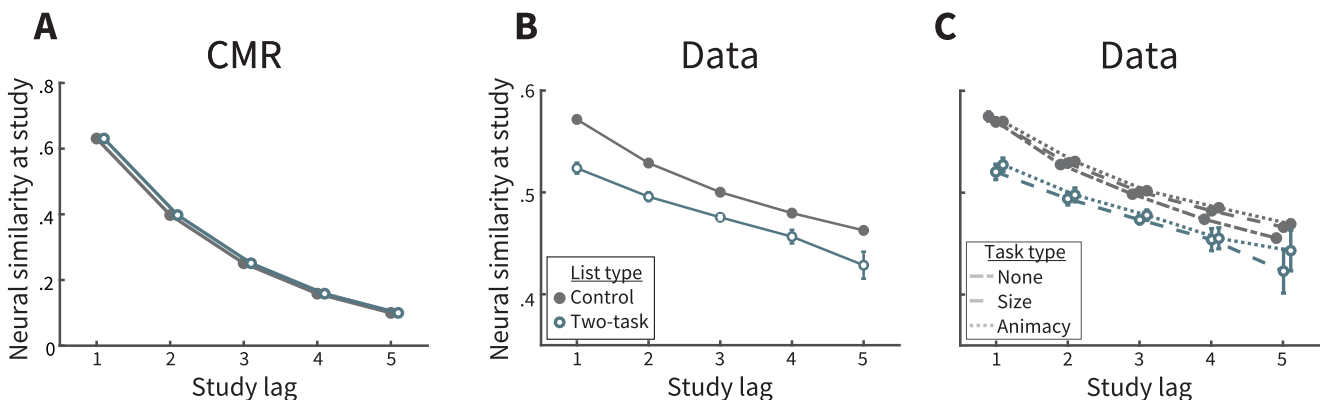 A
CMR
Neural similarity at study
.8
.6
.4
.2
0
1 2 3 4 5
Study lag
B
Data
Neural similarity at study
.6
.5
.4
List type
Control
Two-task
1 2 3 4 5
Study lag
C
Data
Task type
None
Size
Animacy
1 2 3 4 5
Study lag